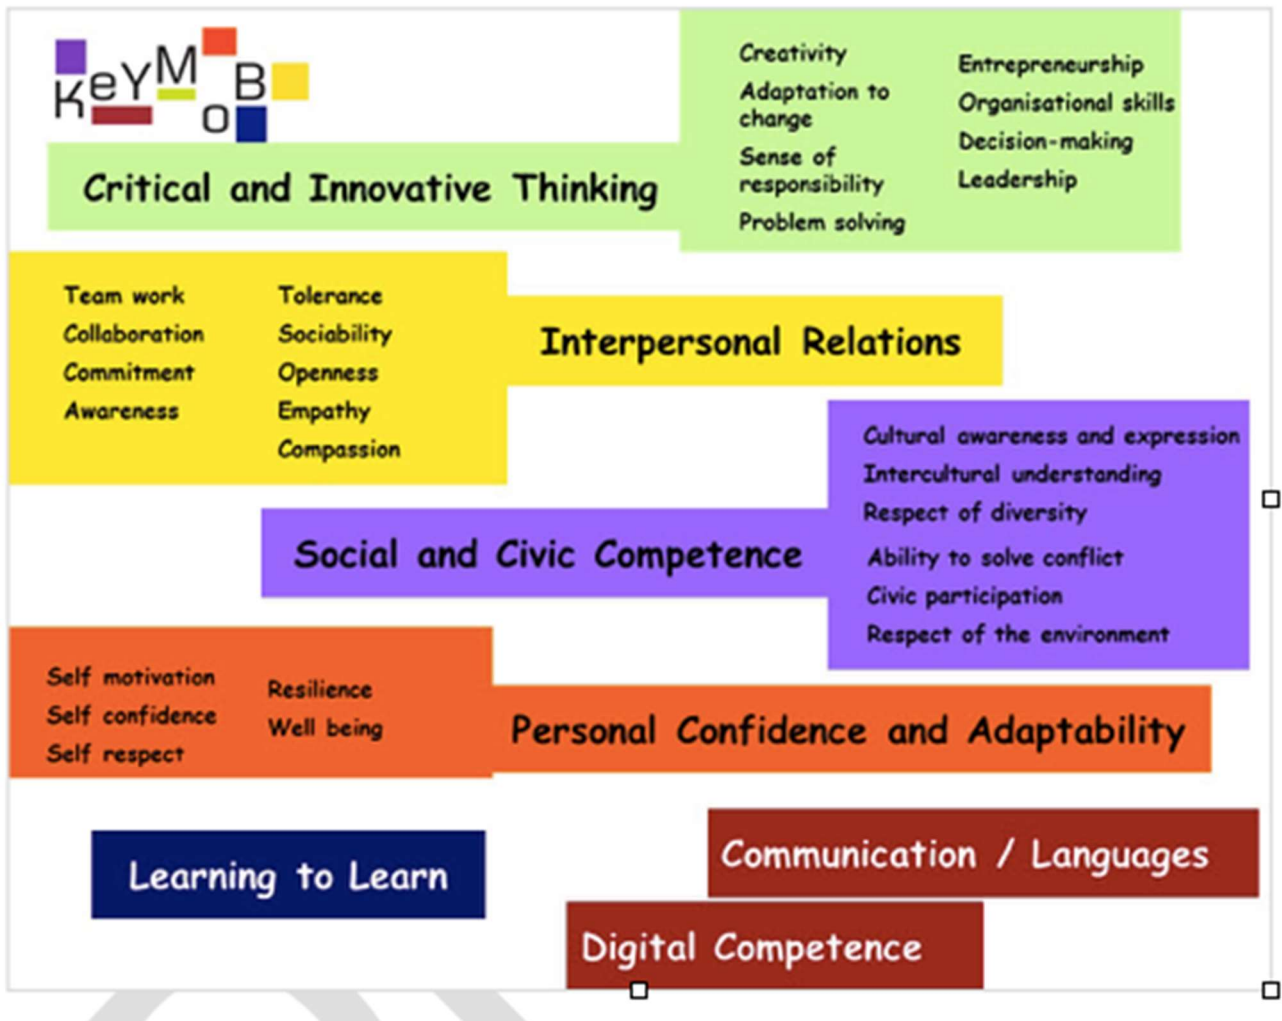 KeYMoB
Creativity
Adaptation to
change
Sense of
responsibility
Problem solving
Entrepreneurship
Organisational skills
Decision-making
Leadership
Critical and Innovative Thinking
Team work
Collaboration
Commitment
Awareness
Tolerance
Sociability
Openness
Empathy
Compassion
Interpersonal Relations
Cultural awareness and expression
Intercultural understanding
Respect of diversity
Ability to solve conflict
Civic participation
Respect of the environment
Social and Civic Competence
Self motivation
Self confidence
Self respect
Resilience
Well being
Personal Confidence and Adaptability
Learning to Learn
Communication / Languages
Digital Competence